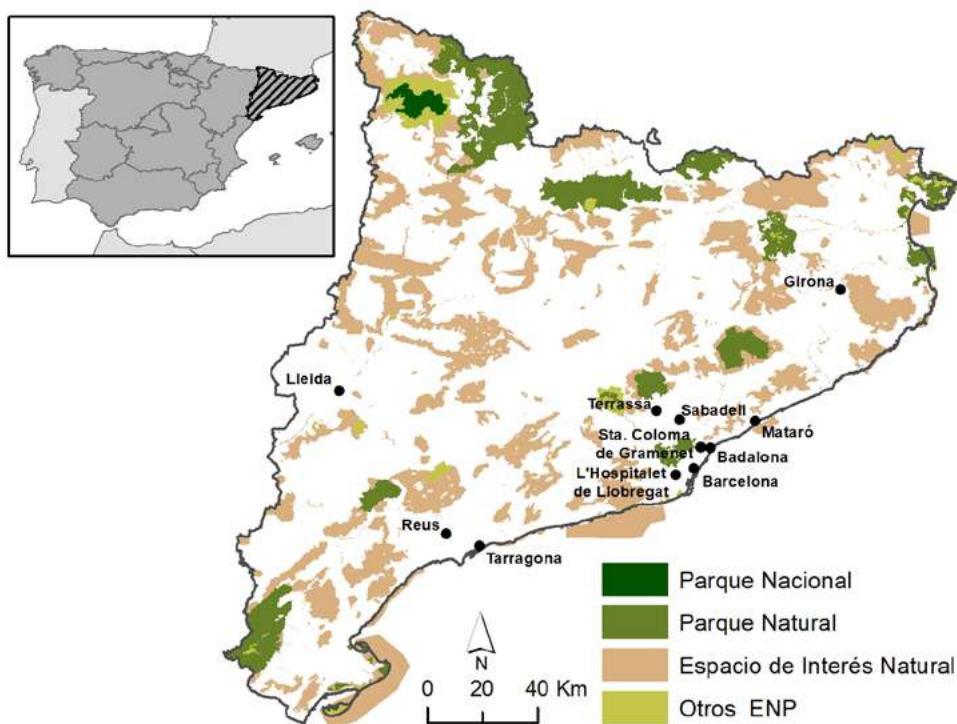 Girona
Lleida
Terrassa
Sabadell
Mataró
Sta. Coloma
de Gramenet
Badalona
L'Hospitalet
de Llobregat
Barcelona
Reus
Tarragona
Parque Nacional
Parque Natural
Espacio de Interés Natural
Otros ENP
N
0 20 40 Km